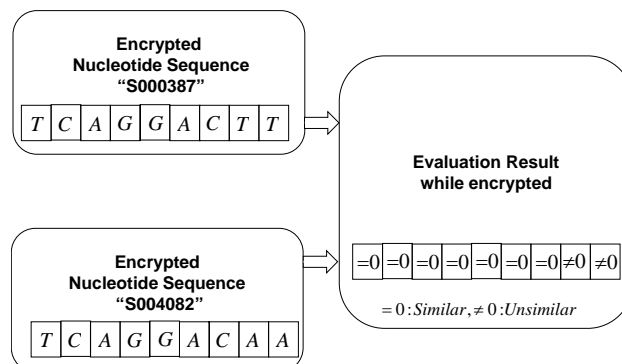 Encrypted
Nucleotide Sequence
“S000387”
T C A G G A C T T
Encrypted
Nucleotide Sequence
“S004082”
T C A G G A C A A
Evaluation Result
while encrypted
=0 =0 =0 =0 =0 =0 =0 ≠0 ≠0
= 0 : Similar, ≠ 0 : Unsimilar